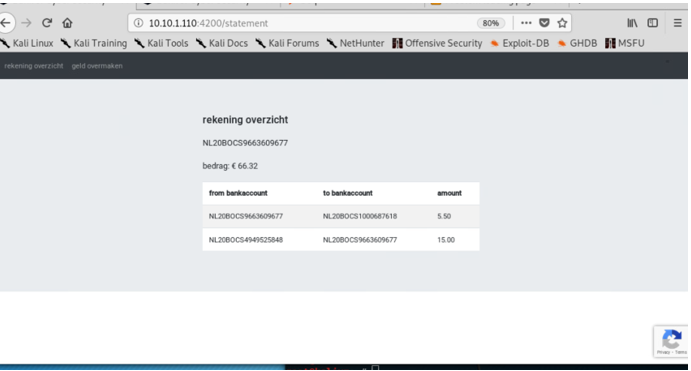 10.10.1.110:4200/statement
80%
Kali Linux Kali Training Kali Tools Kali Docs Kali Forums NetHunter Offensive Security Exploit-DB GHDB MSFU
rekening overzicht geld overmaken
rekening overzicht
NL20BOCS9663609677
bedrag: € 66.32
from bankaccount to bankaccount amount
NL20BOCS9663609677 NL20BOCS1000687618 5.50
NL20BOCS4949525848 NL20BOCS9663609677 15.00
Privacy - Terms